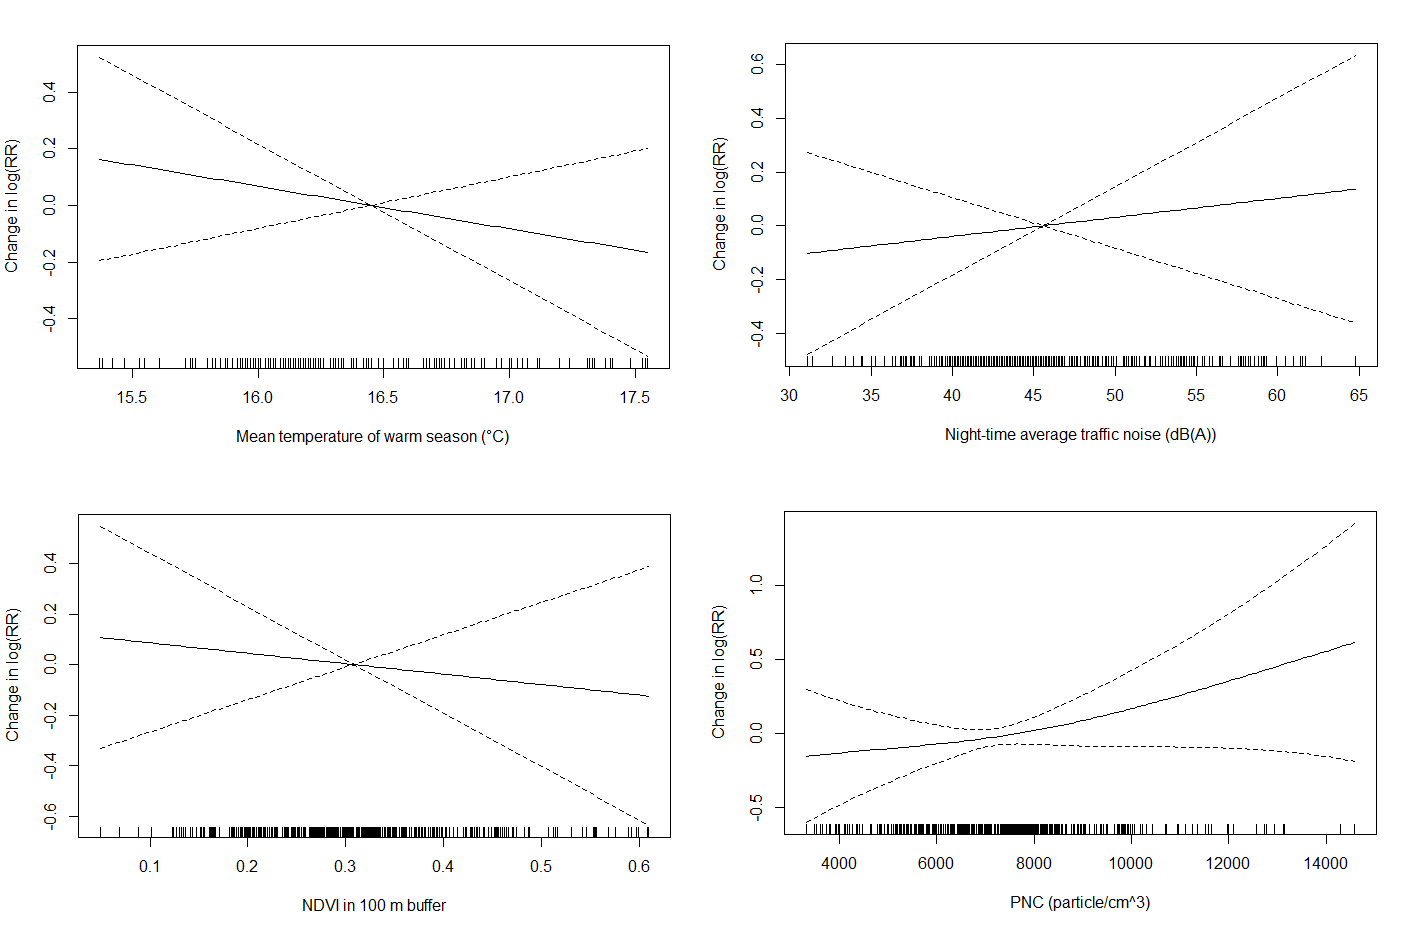 Change in log(RR)
0.4
0.2
0.0
-0.2
-0.4
15.5 16.0 16.5 17.0 17.5
Mean temperature of warm season (°C)
Change in log(RR)
0.6
0.4
0.2
0.0
-0.2
-0.4
30 35 40 45 50 55 60 65
Night-time average traffic noise (dB(A))
Change in log(RR)
0.4
0.2
0.0
-0.2
-0.4
-0.6
0.1 0.2 0.3 0.4 0.5 0.6
NDVI in 100 m buffer
Change in log(RR)
1.0
0.5
0.0
-0.5
4000 6000 8000 10000 12000 14000
PNC (particle/cm^3)